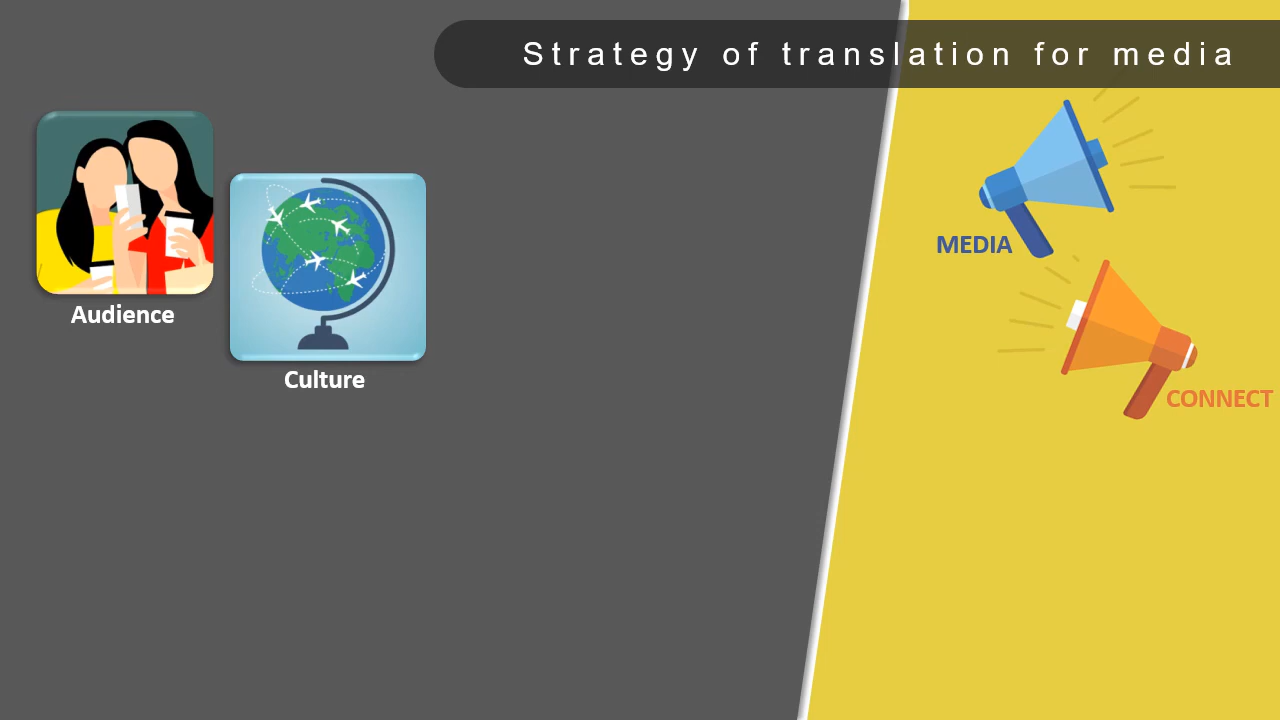 Strategy of translation for media
Audience
Culture
MEDIA
CONNECT